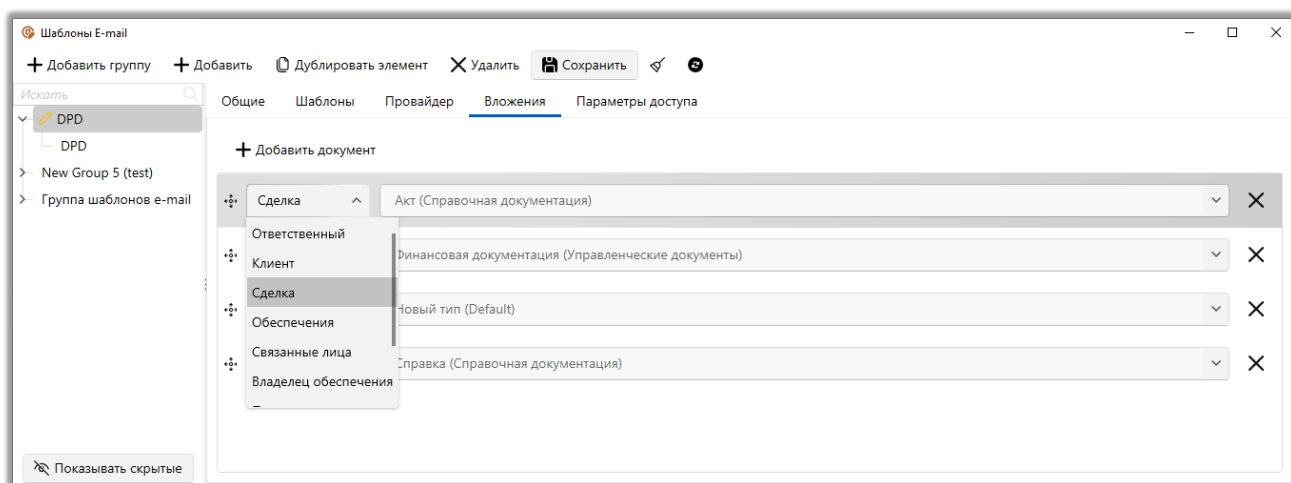 Шаблоны E-mail
Добавить группу Добавить Дублировать элемент Удалить Сохранить
Искать
Общие Шаблоны Провайдер Вложения Параметры доступа
DPD
DPD
New Group 5 (test)
Группа шаблонов e-mail
Добавить документ
Сделка Акт (Справочная документация)
Ответственный
Клиент
Финансовая документация (Управленческие документы)
Сделка
Новый тип (Default)
Обеспечения
Связанные лица
Справка (Справочная документация)
Владелец обеспечения
Показывать скрытые